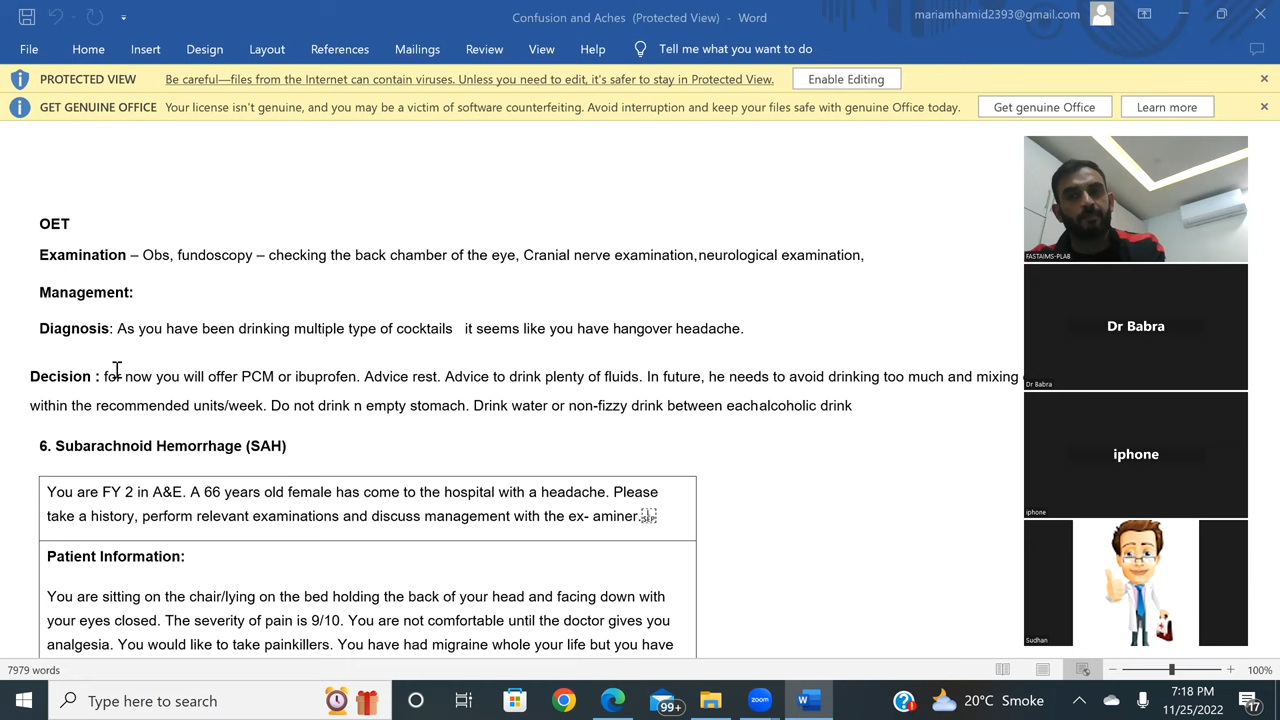 Confusion and Aches (Protected View) - Word
mariamhamid2393@gmail.com
File Home Insert Design Layout References Mailings Review View Help Tell me what you want to do
PROTECTED VIEW Be careful—files from the Internet can contain viruses. Unless you need to edit, it's safer to stay in Protected View. Enable Editing
GET GENUINE OFFICE Your license isn't genuine, and you may be a victim of software counterfeiting. Avoid interruption and keep your files safe with genuine Office today. Get genuine Office Learn more
OET
Examination – Obs, fundoscopy – checking the back chamber of the eye, Cranial nerve examination, neurological examination,
Management:
Diagnosis: As you have been drinking multiple type of cocktails it seems like you have hangover headache.
Decision : for now you will offer PCM or ibuprofen. Advice rest. Advice to drink plenty of fluids. In future, he needs to avoid drinking too much and mixing
within the recommended units/week. Do not drink n empty stomach. Drink water or non-fizzy drink between eachalcoholic drink
6. Subarachnoid Hemorrhage (SAH)
You are FY 2 in A&E. A 66 years old female has come to the hospital with a headache. Please
take a history, perform relevant examinations and discuss management with the ex- aminer.
Patient Information:
You are sitting on the chair/lying on the bed holding the back of your head and facing down with
your eyes closed. The severity of pain is 9/10. You are not comfortable until the doctor gives you
analgesia. You would like to take painkillers. You have had migraine whole your life but you have
FASTAIMS-PLAB
Dr Babra
Dr Babra
iphone
iphone
Sudhan
7979 words
100%
Type here to search
zoom
99+
20°C Smoke
7:18 PM
11/25/2022
17